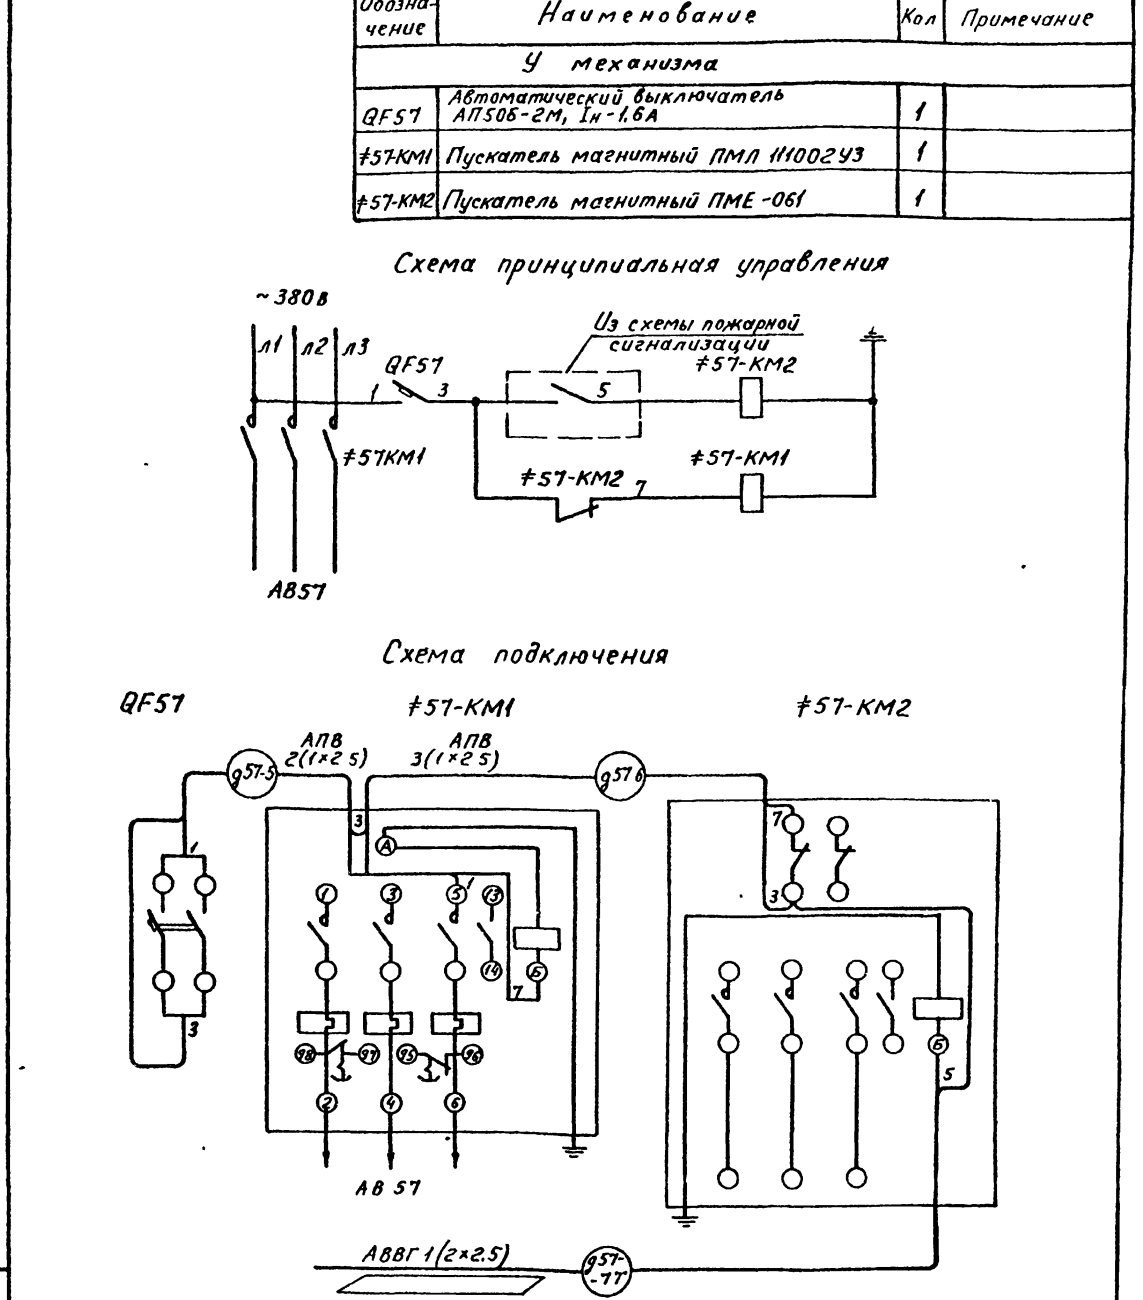 Обозна-
чение
Наименование
Кол
Примечание
У механизма
QF57
Автоматический выключатель
АП50Б-2М, Iн-1,6А
1
≠57-КМ1
Пускатель магнитный ПМЛ 111002У3
1
≠57-КМ2
Пускатель магнитный ПМЕ-061
1
Схема принципиальная управления
~380в
Л1
Л2
Л3
QF57
1
3
Из схемы пожарной
сигнализации
5
≠57-КМ2
≠57КМ1
≠57-КМ2
7
≠57-КМ1
АВ57
Схема подключения
QF57
≠57-КМ1
≠57-КМ2
д57-5
АПВ
2(1×2 5)
АПВ
3(1×2 5)
д57 6
3
А
7
1
1
3
5
1
13
3
14
Б
7
3
98
97
95
96
Б
5
2
4
6
АВ 57
АВВГ 1(2×2.5)
д57-
-7Т